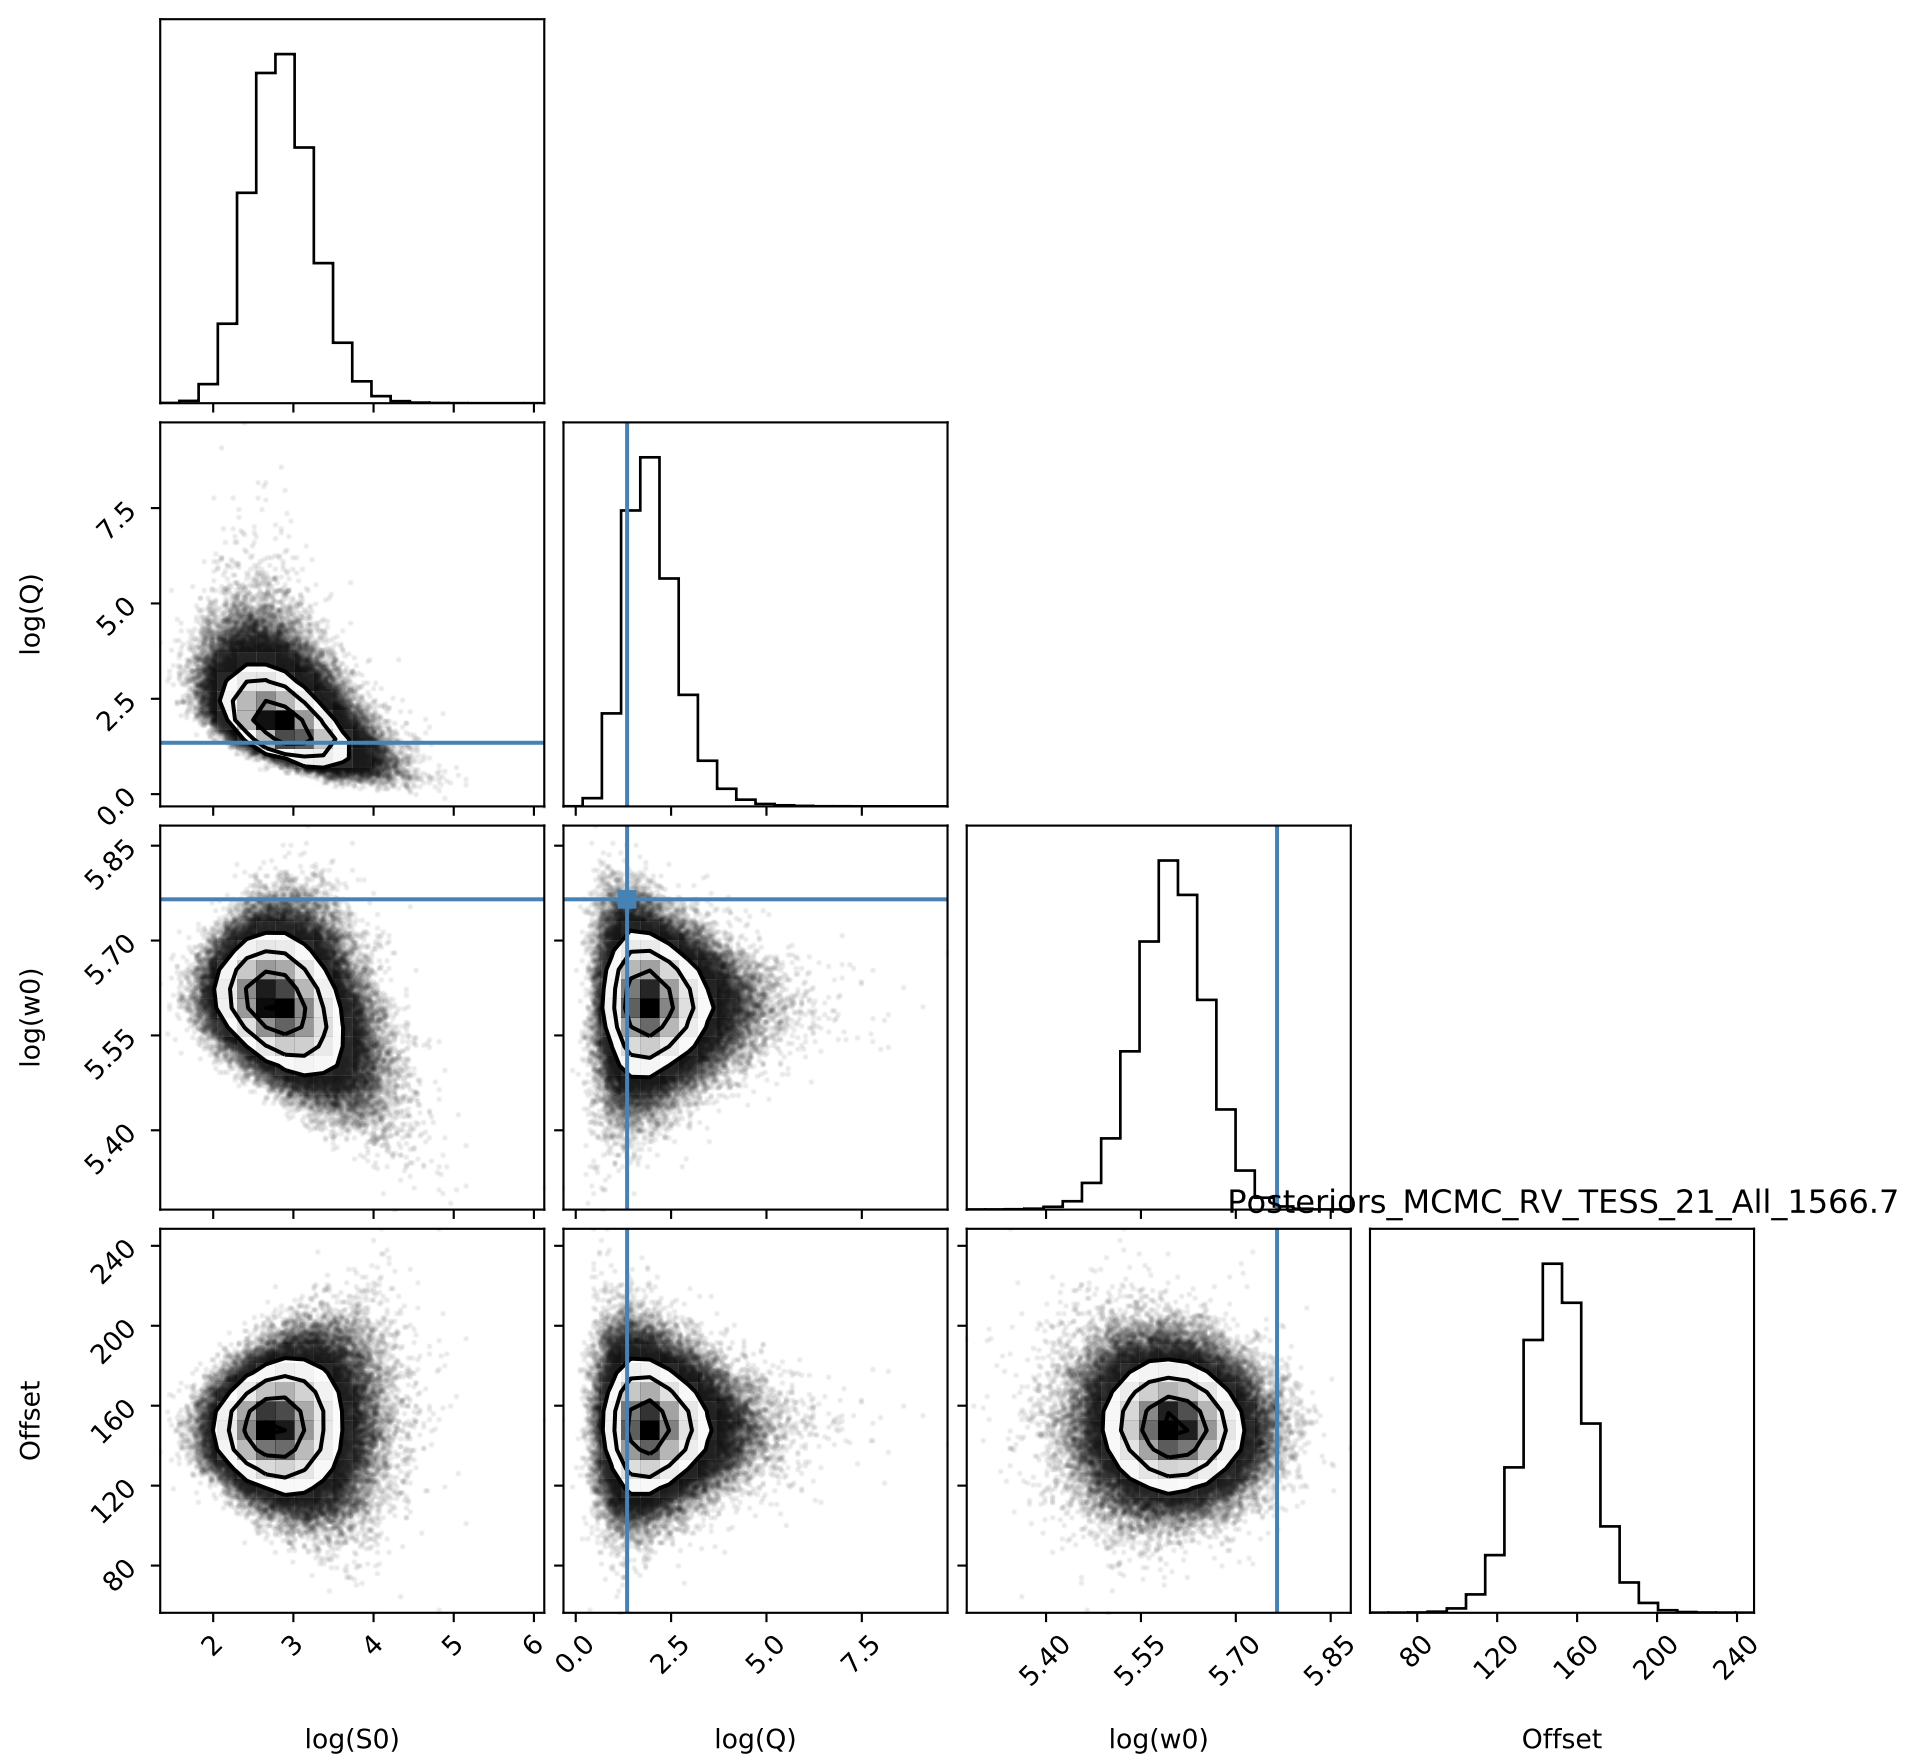 log(Q)
7.5
5.0
2.5
0.0
log(w0)
5.85
5.70
5.55
5.40
Posteriors_MCMC_RV_TESS_21_All_1566.7
Offset
240
200
160
120
80
2 3 4 5 6
0.0 2.5 5.0 7.5
5.40 5.55 5.70 5.85
80 120 160 200 240
log(S0) log(Q) log(w0) Offset